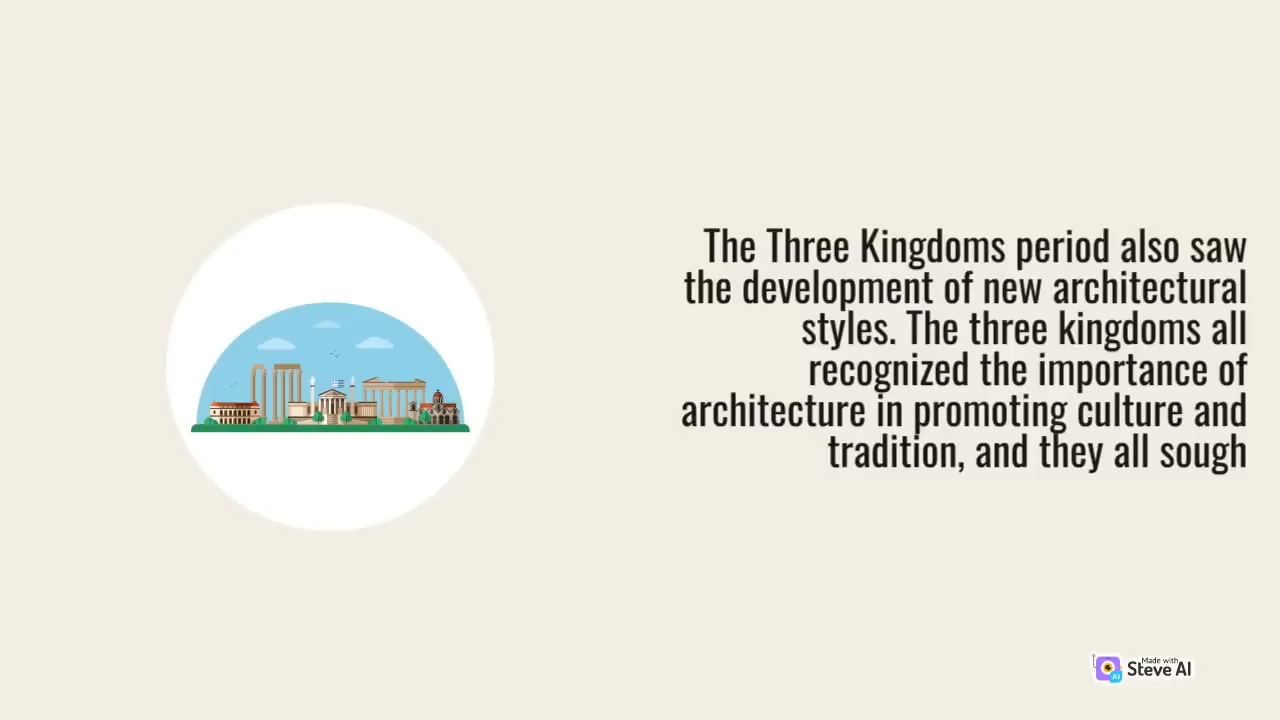 The Three Kingdoms period also saw
the development of new architectural
styles. The three kingdoms all
recognized the importance of
architecture in promoting culture and
tradition, and they all sough
Made with
Steve AI
AI